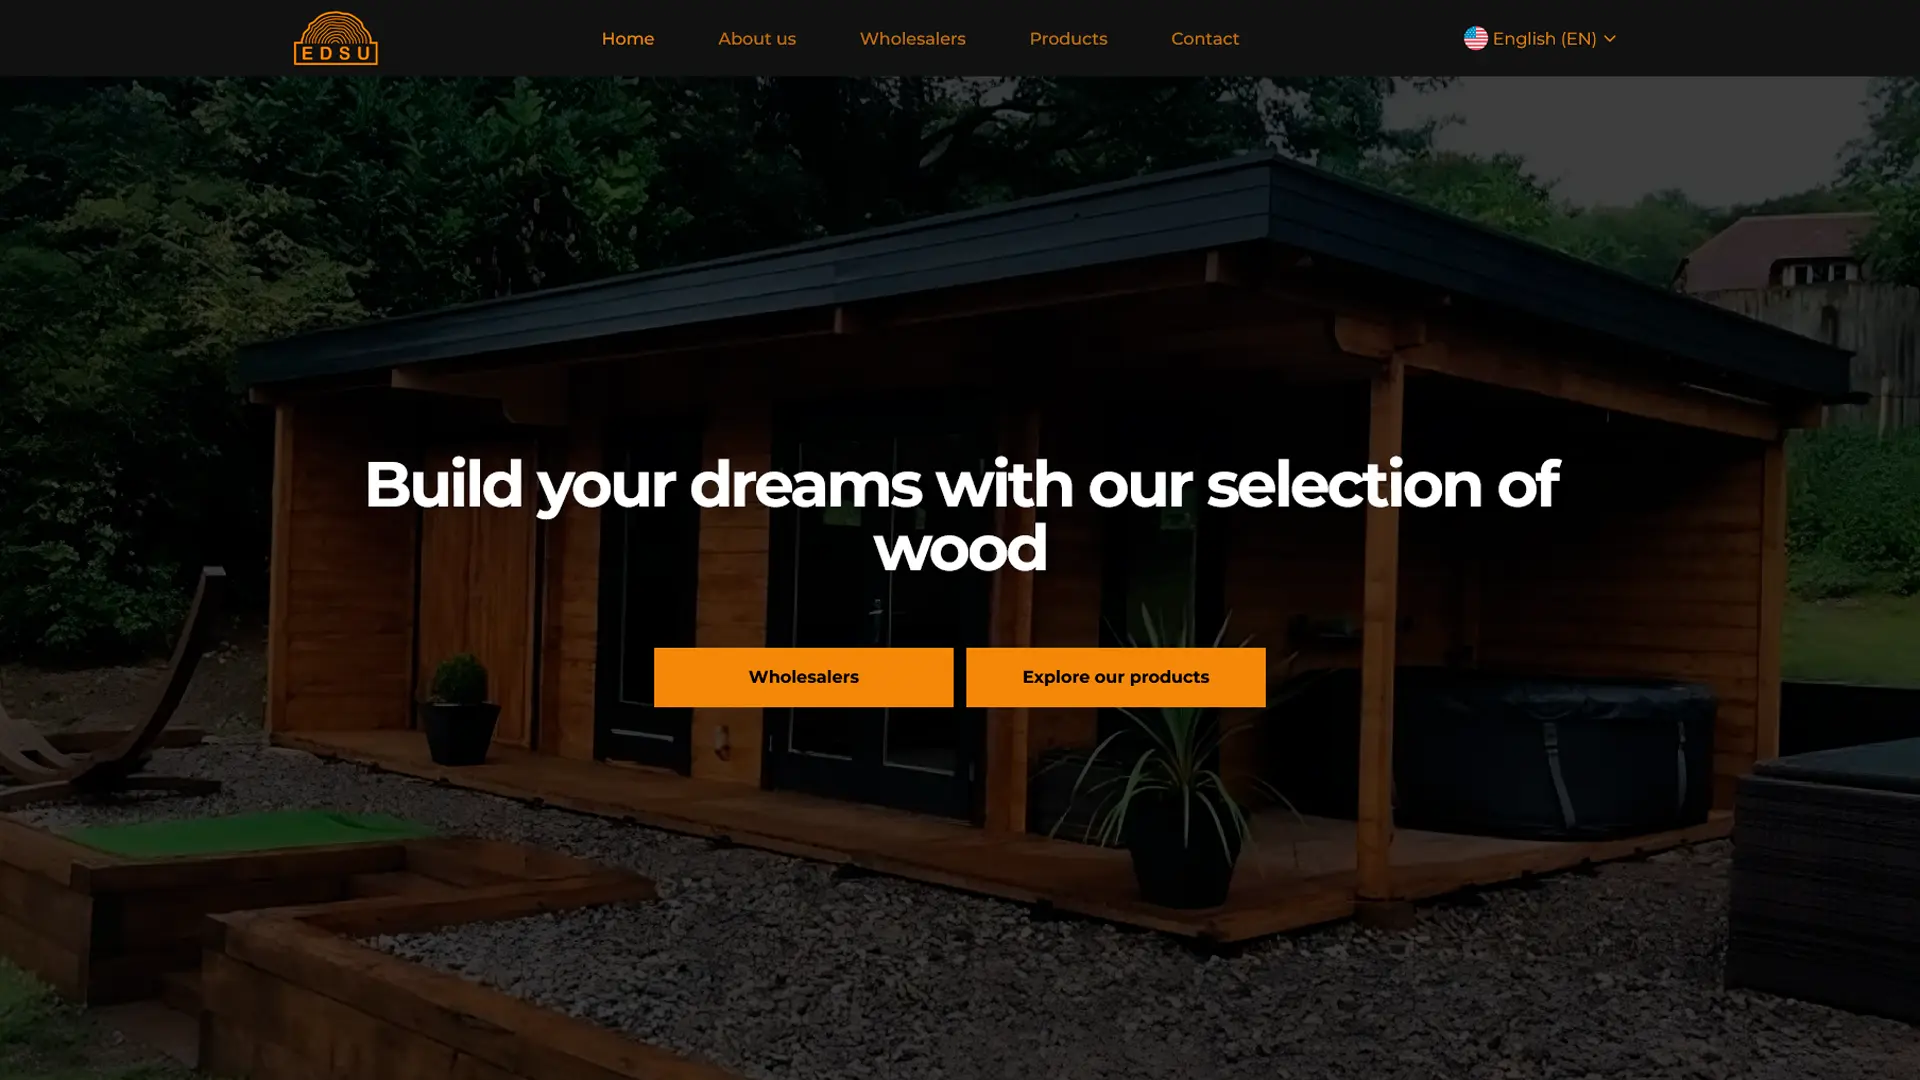 EDSU
Home
About us
Wholesalers
Products
Contact
English (EN)
Build your dreams with our selection of
wood
Wholesalers
Explore our products